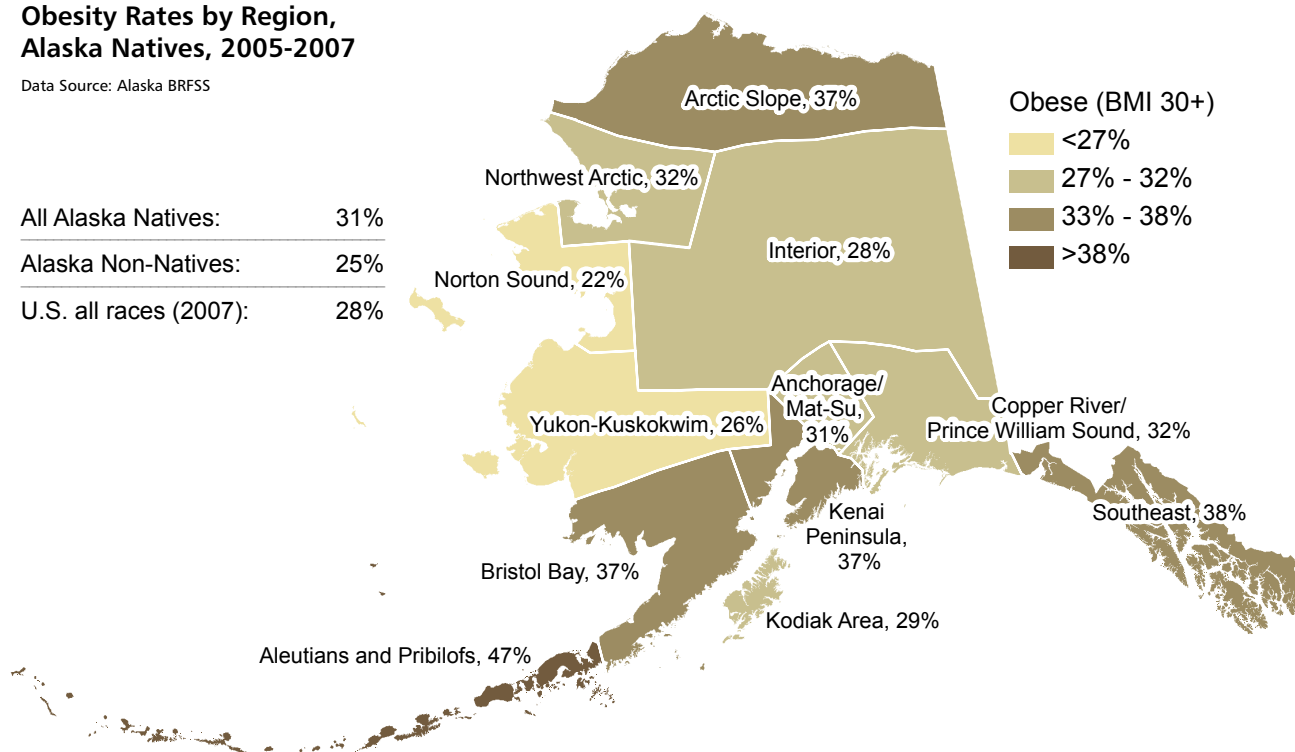 Obesity Rates by Region,
Alaska Natives, 2005-2007
Data Source: Alaska BRFSS
All Alaska Natives: 31%
Alaska Non-Natives: 25%
U.S. all races (2007): 28%
Obese (BMI 30+)
<27%
27% - 32%
33% - 38%
>38%
Arctic Slope, 37%
Northwest Arctic, 32%
Interior, 28%
Norton Sound, 22%
Anchorage/
Mat-Su,
31%
Yukon-Kuskokwim, 26%
Copper River/
Prince William Sound, 32%
Southeast, 38%
Kenai
Peninsula,
37%
Bristol Bay, 37%
Kodiak Area, 29%
Aleutians and Pribilofs, 47%